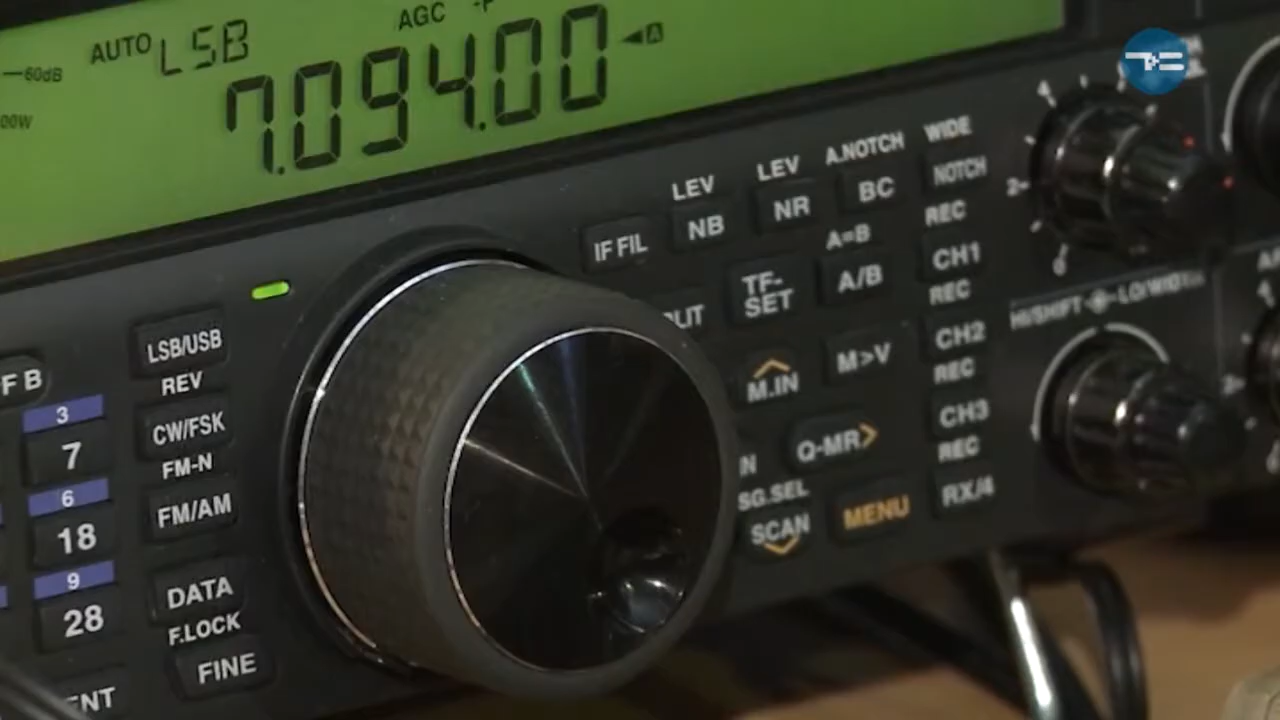 AGC
AUTO LSB
-60dB
7.094.00 ◄A
00W
LEV
LEV
A.NOTCH
WIDE
IF FIL
NB
NR
BC
NOTCH
A=B
REC
TF-
SET
A/B
CH1
REC
M.IN
M>V
CH2
REC
Q-MR>
CH3
REC
SG.SEL
SCAN
MENU
RX/4
4
2
0
HI/SHIFT
LO/WIDTH
LSB/USB
REV
F B
3
7
CW/FSK
FM-N
6
18
FM/AM
9
28
DATA
F.LOCK
FINE
ENT